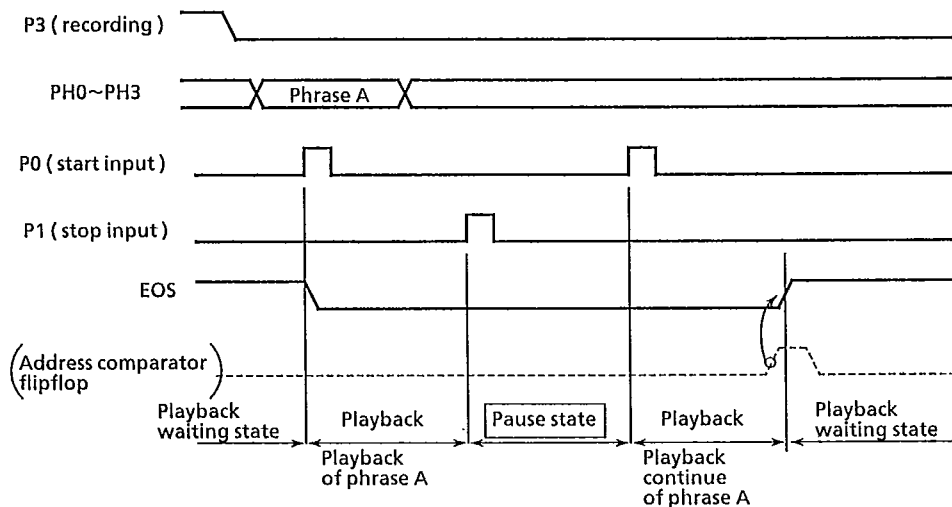 P3 ( recording )
PH0~PH3
Phrase A
P0 ( start input )
P1 ( stop input )
EOS
(Address comparator
flipflop)
Playback
waiting state
Playback
Pause state
Playback
Playback
waiting state
Playback
of phrase A
Playback
continue
of phrase A